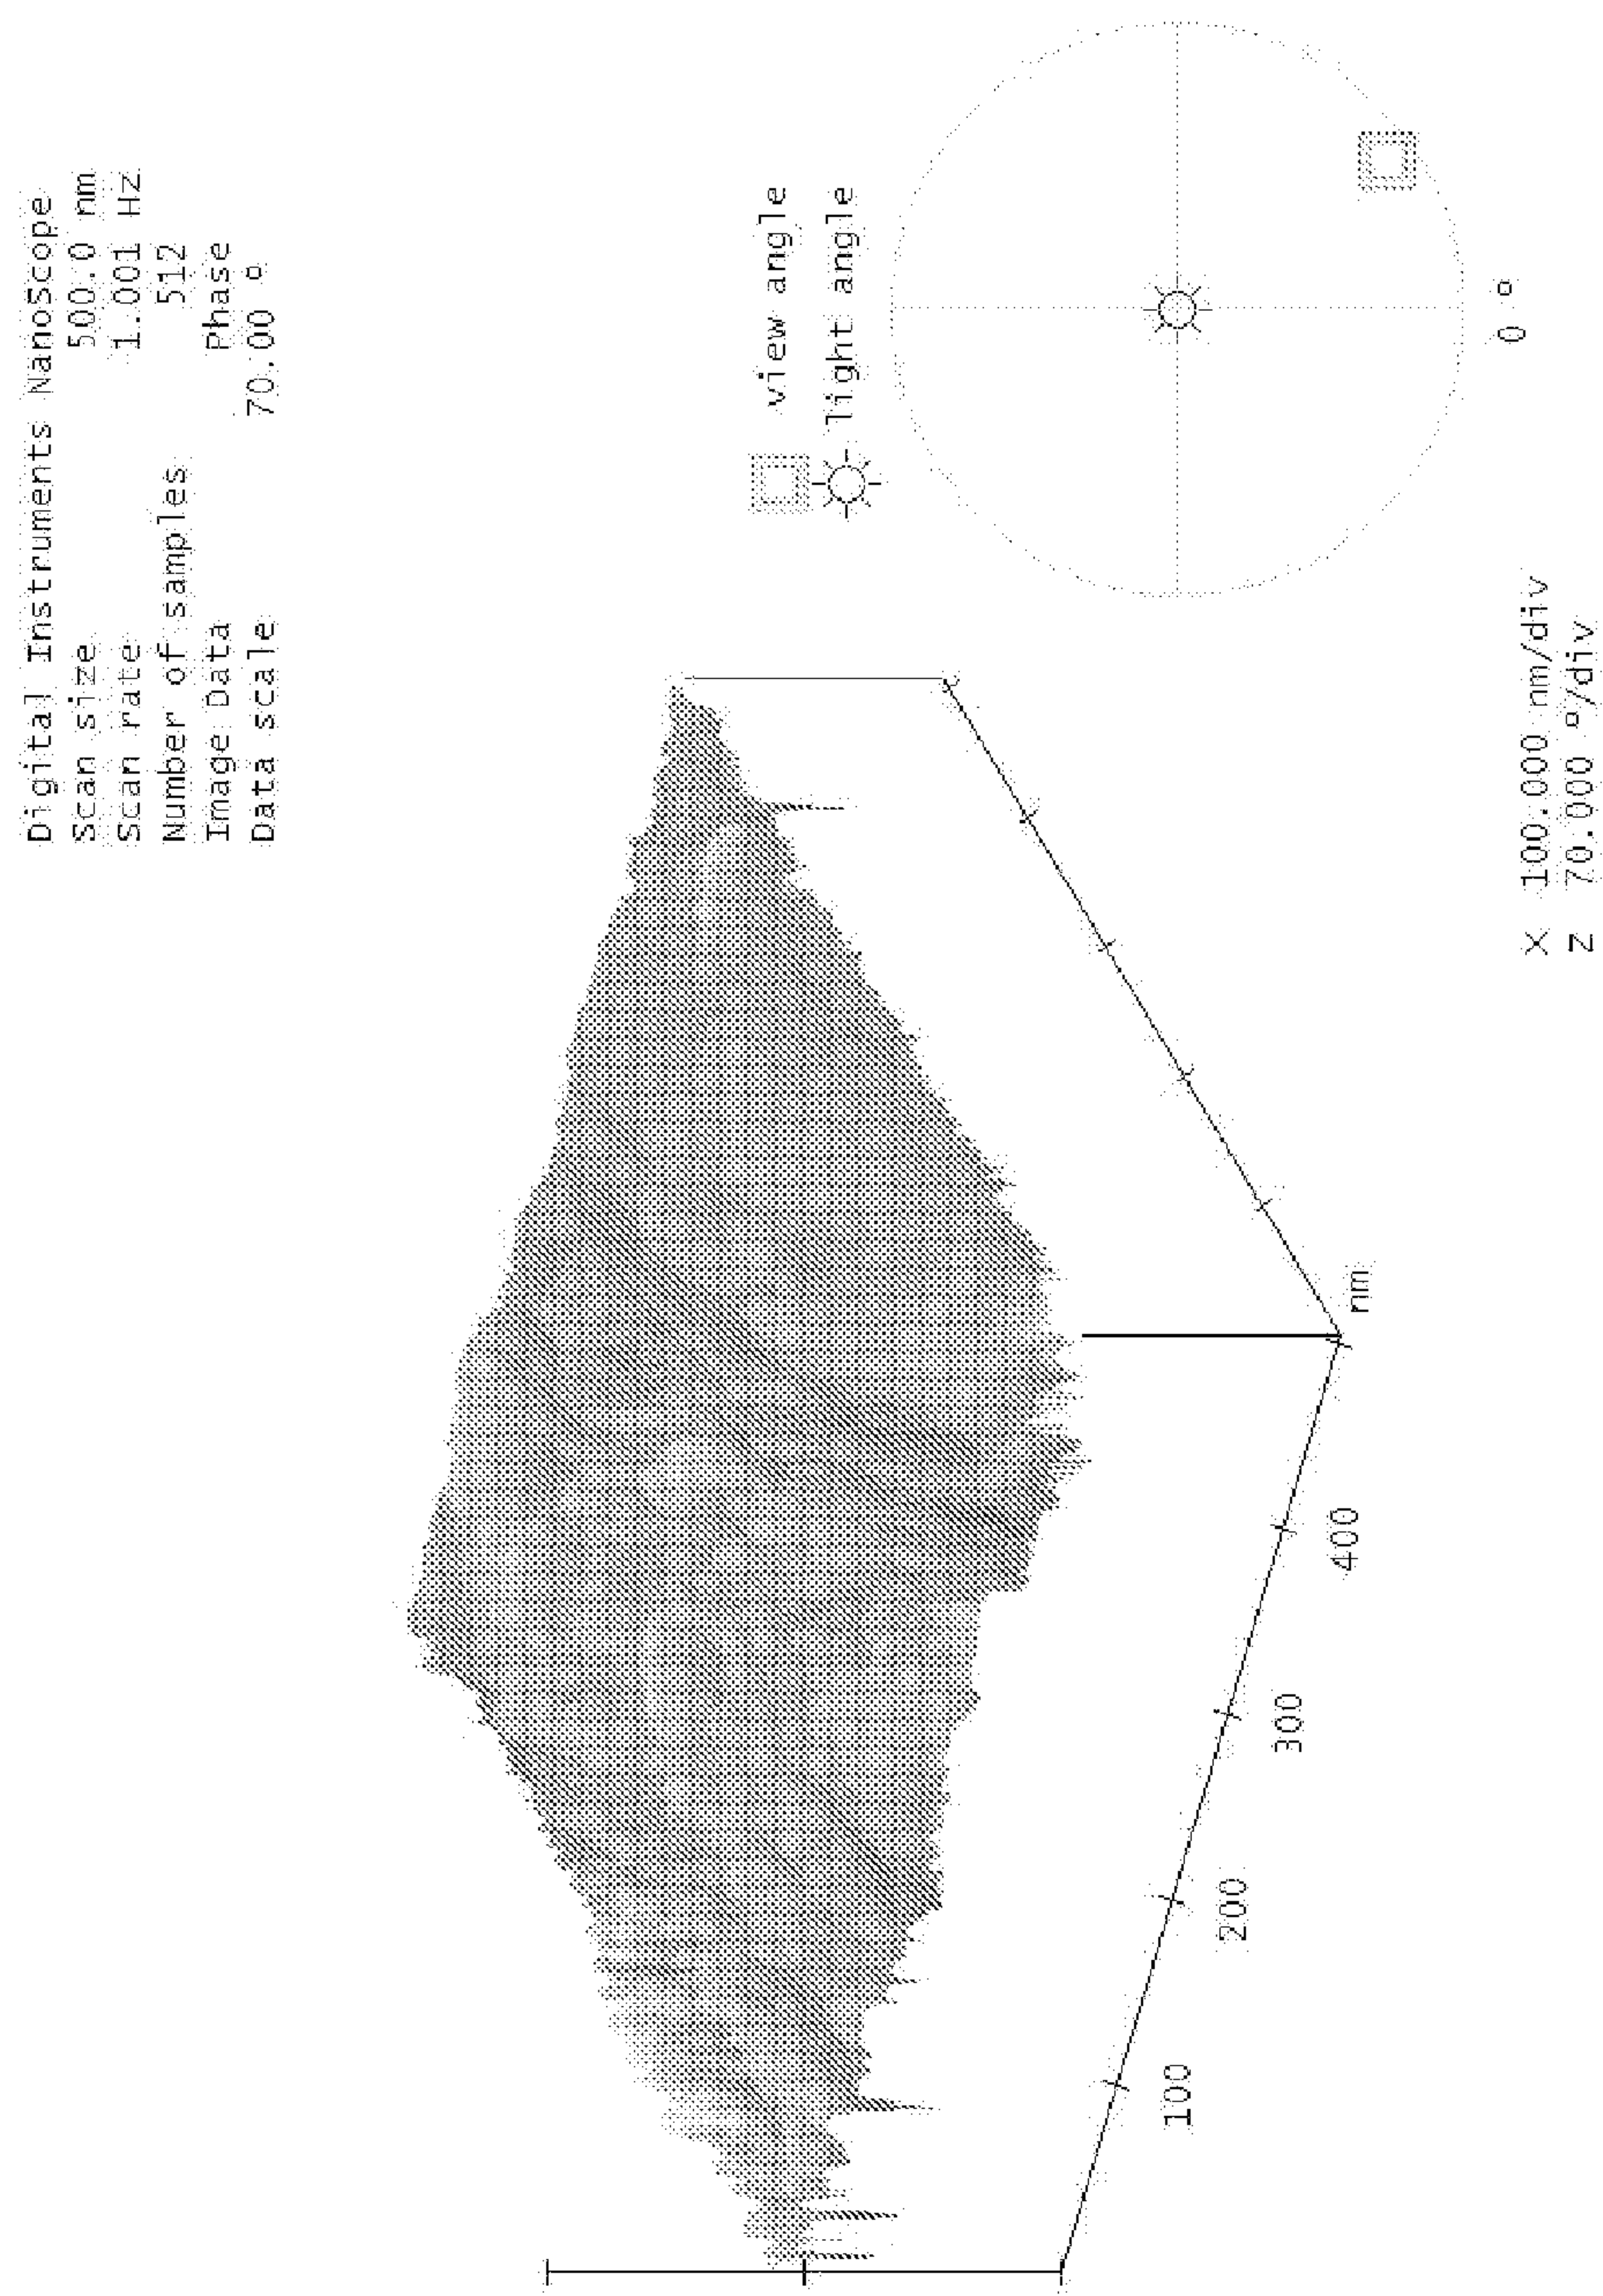 Digital Instruments NanoScope
Scan size 500.0 nm
Scan rate 1.001 Hz
Number of samples 512
Image Data Phase
Data scale 70.00 º
view angle
light angle
0 º
100
200
300
400
nm
X 100.000 nm/div
Z 70.000 º/div